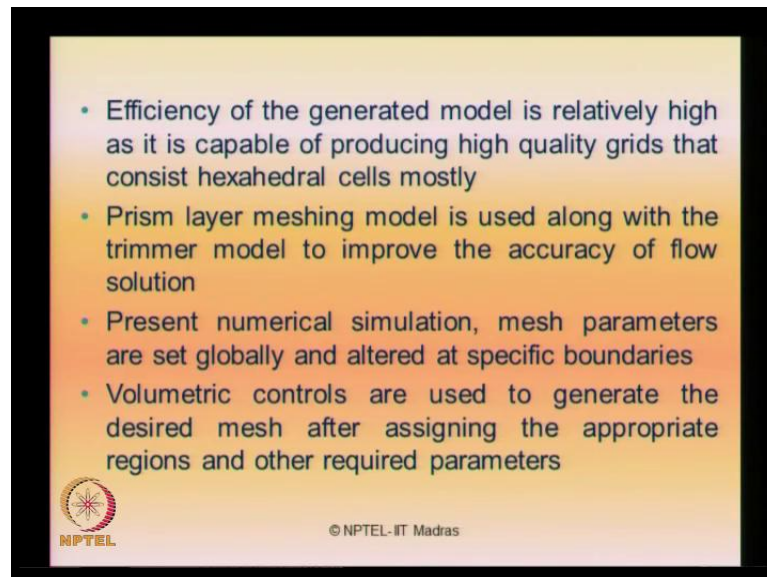 • Efficiency of the generated model is relatively high
as it is capable of producing high quality grids that
consist hexahedral cells mostly
• Prism layer meshing model is used along with the
trimmer model to improve the accuracy of flow
solution
• Present numerical simulation, mesh parameters
are set globally and altered at specific boundaries
• Volumetric controls are used to generate the
desired mesh after assigning the appropriate
regions and other required parameters
NPTEL
© NPTEL-IIT Madras